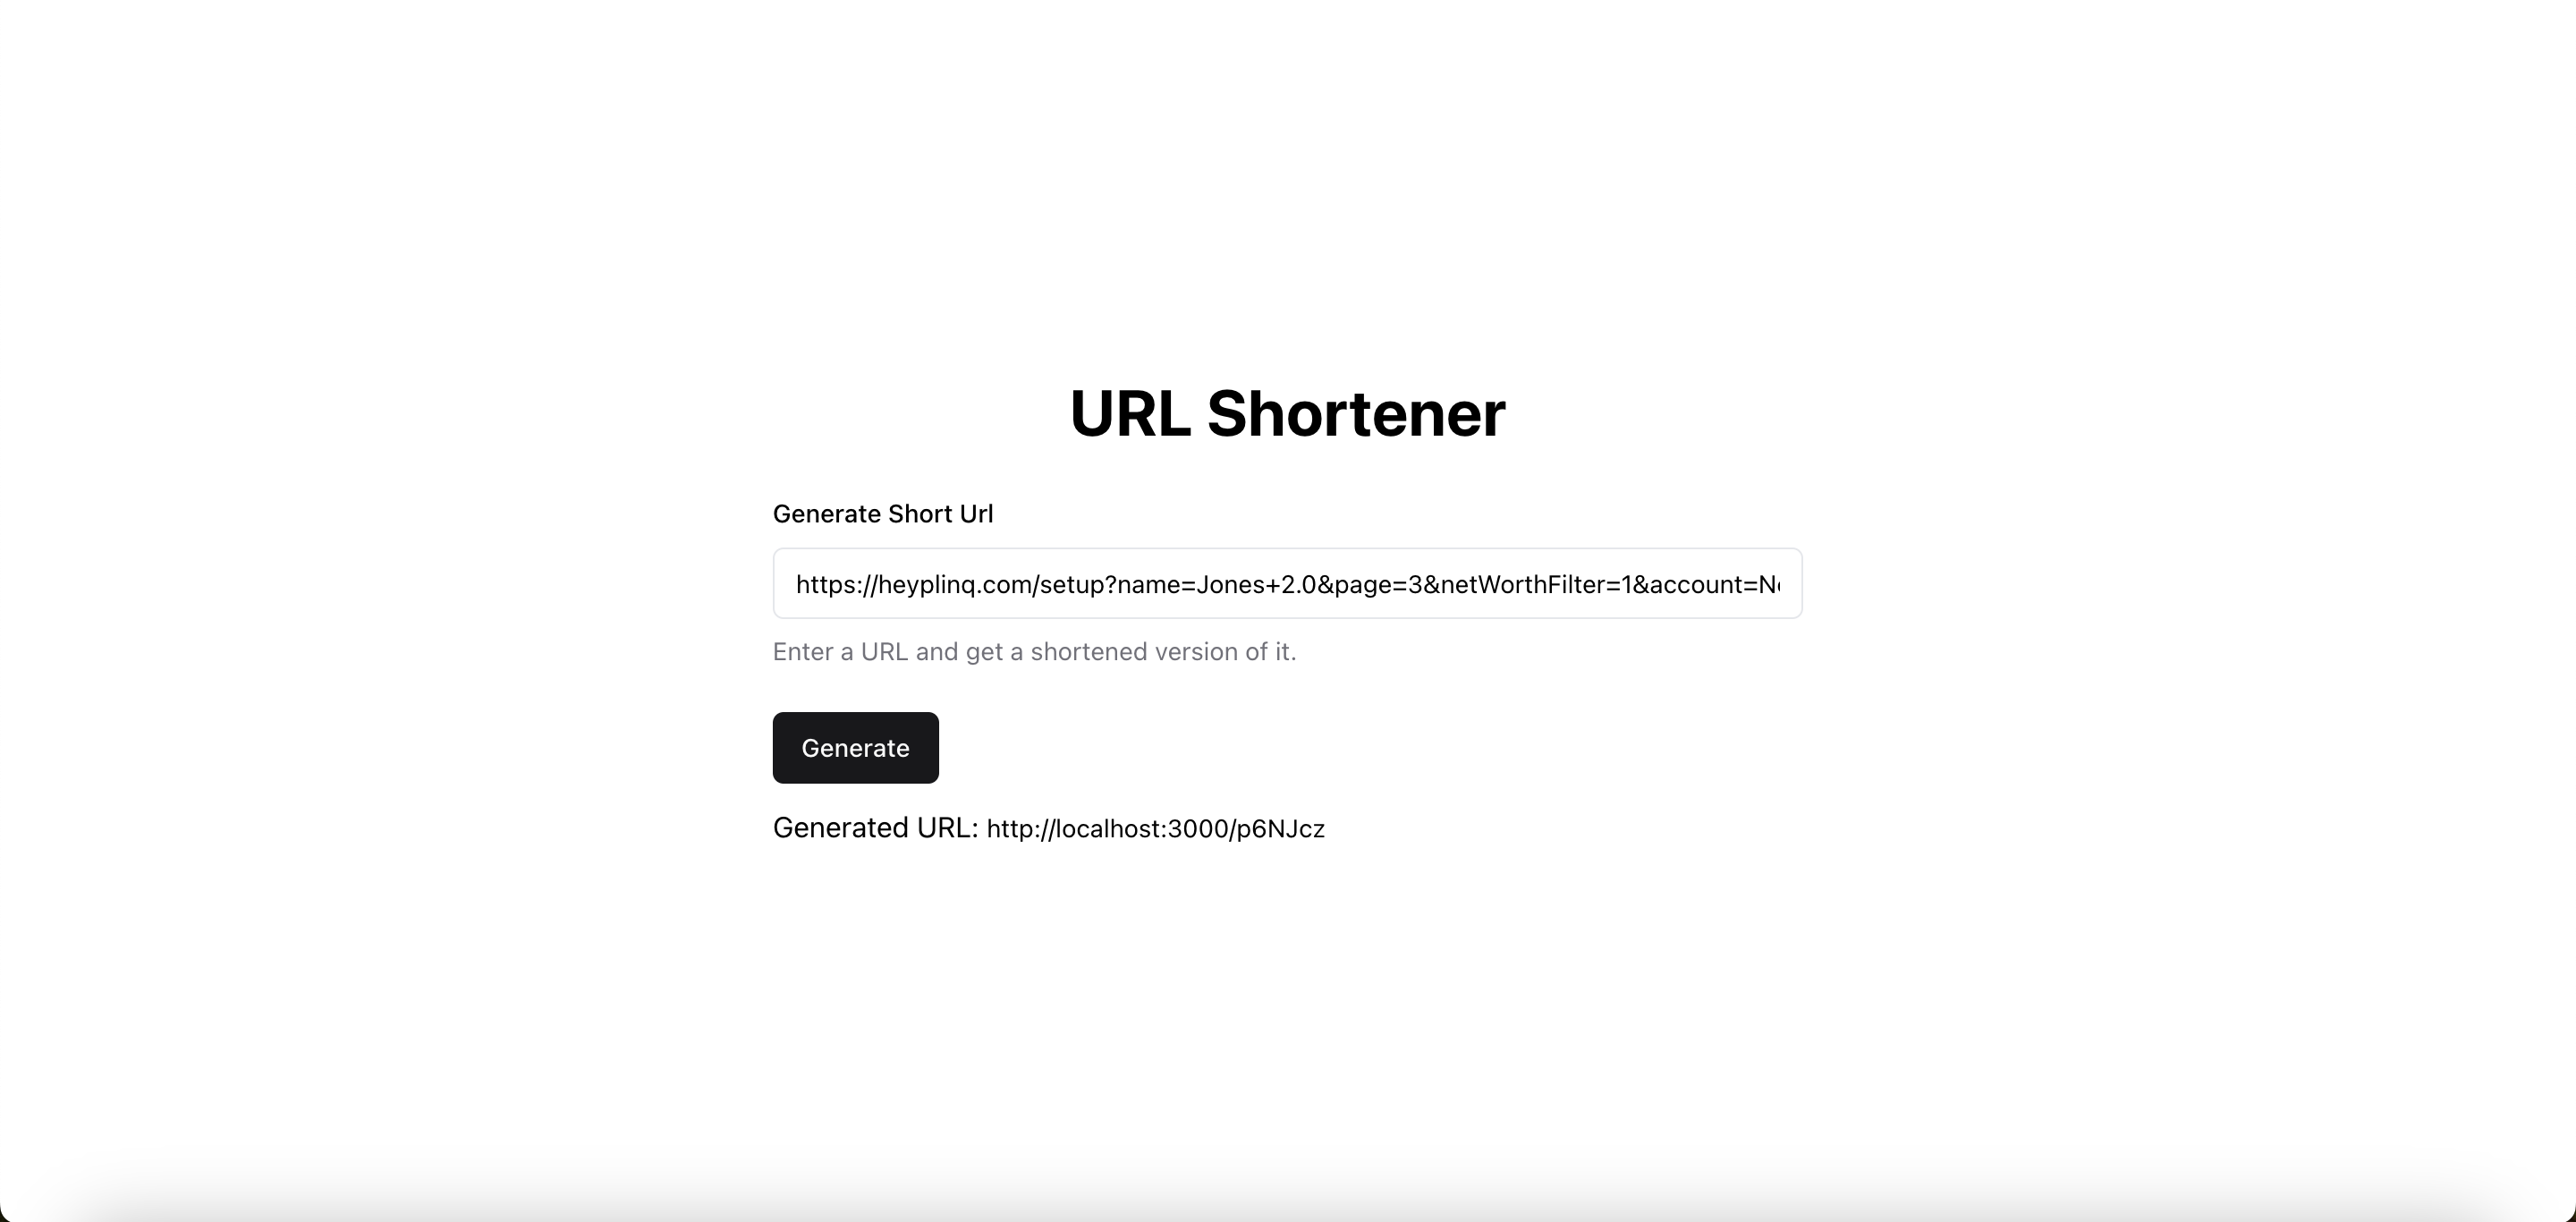 URL Shortener
Generate Short Url
https://heyplinq.com/setup?name=Jones+2.0&page=3&netWorthFilter=1&account=N
Enter a URL and get a shortened version of it.
Generate
Generated URL: http://localhost:3000/p6NJcz